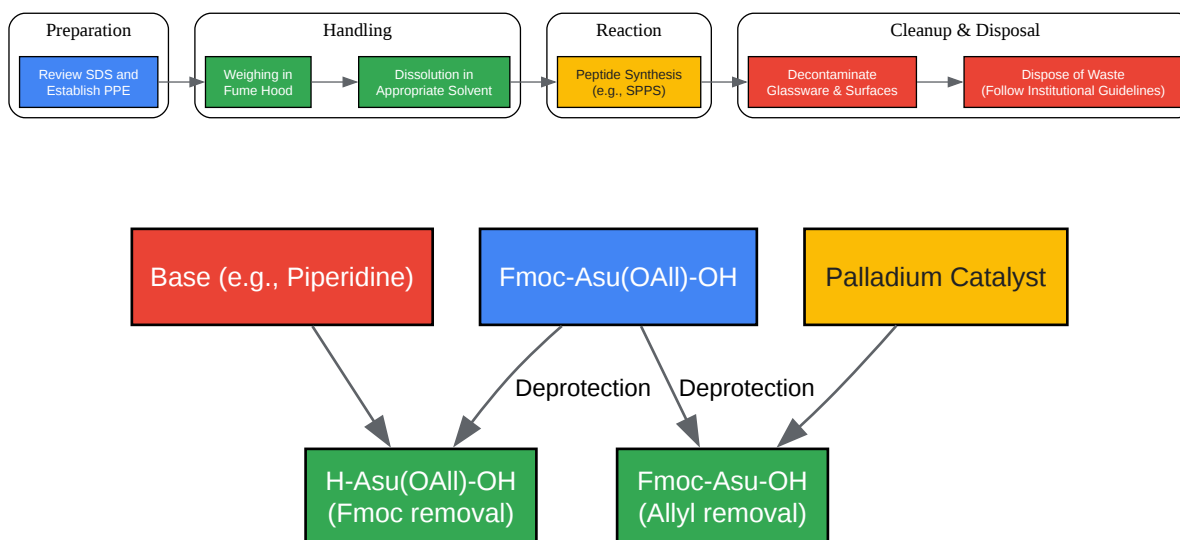 Preparation
Handling
Reaction
Cleanup & Disposal
Review SDS and
Establish PPE
Weighing in
Fume Hood
Dissolution in
Appropriate Solvent
Peptide Synthesis
(e.g., SPPS)
Decontaminate
Glassware & Surfaces
Dispose of Waste
(Follow Institutional Guidelines)
Base (e.g., Piperidine)
Fmoc-Asu(OAll)-OH
Palladium Catalyst
Deprotection
Deprotection
H-Asu(OAll)-OH
(Fmoc removal)
Fmoc-Asu-OH
(Allyl removal)